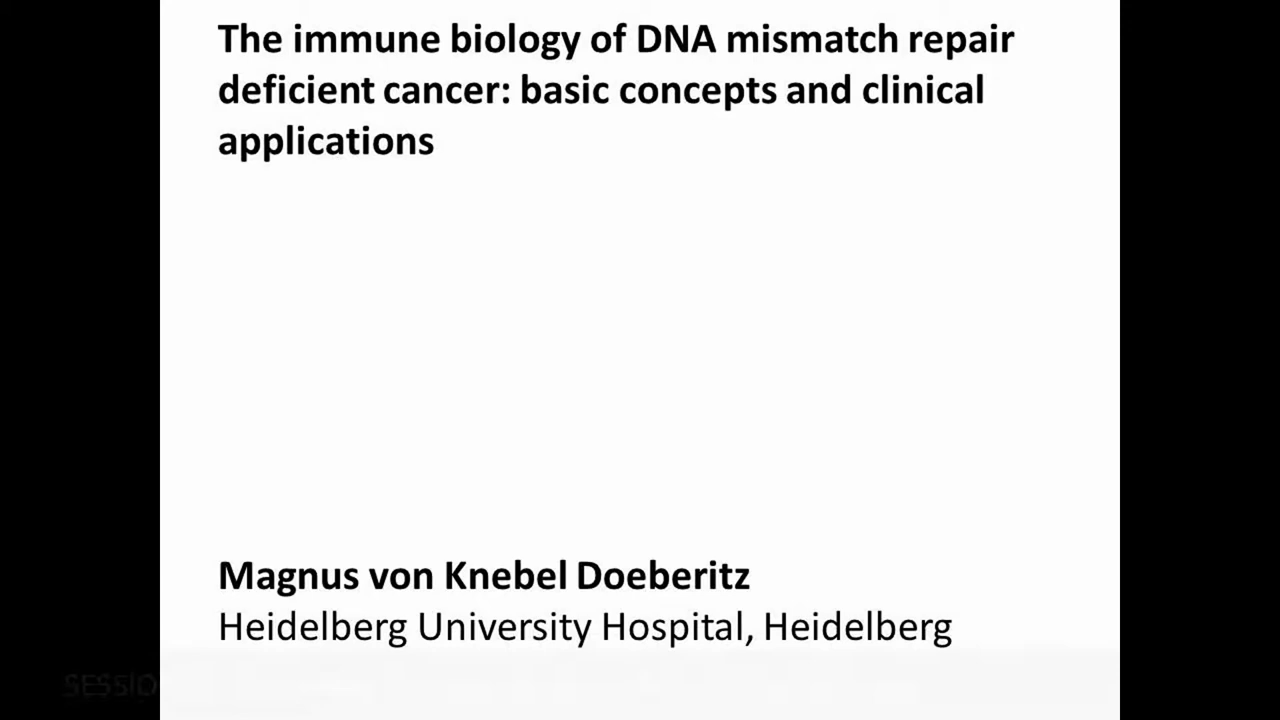 The immune biology of DNA mismatch repair
deficient cancer: basic concepts and clinical
applications
Magnus von Knebel Doeberitz
Heidelberg University Hospital, Heidelberg